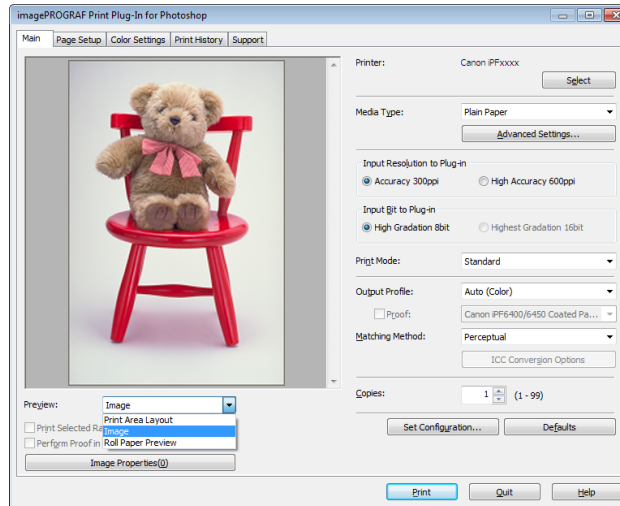 imagePROGRAF Print Plug-In for Photoshop
Main Page Setup Color Settings Print History Support
Printer: Canon iPFxxxx
Select
Media Type: Plain Paper
Advanced Settings...
Input Resolution to Plug-in
Accuracy 300ppi High Accuracy 600ppi
Input Bit to Plug-in
High Gradation 8bit Highest Gradation 16bit
Print Mode: Standard
Output Profile: Auto (Color)
Proof: Canon iPF6400/6450 Coated Pa...
Matching Method: Perceptual
ICC Conversion Options
Copies: 1 (1 - 99)
Set Configuration... Defaults
Preview: Image
Print Area Layout
Print Selected Ra
Image
Perform Proof in
Roll Paper Preview
Image Properties(0)
Print Quit Help